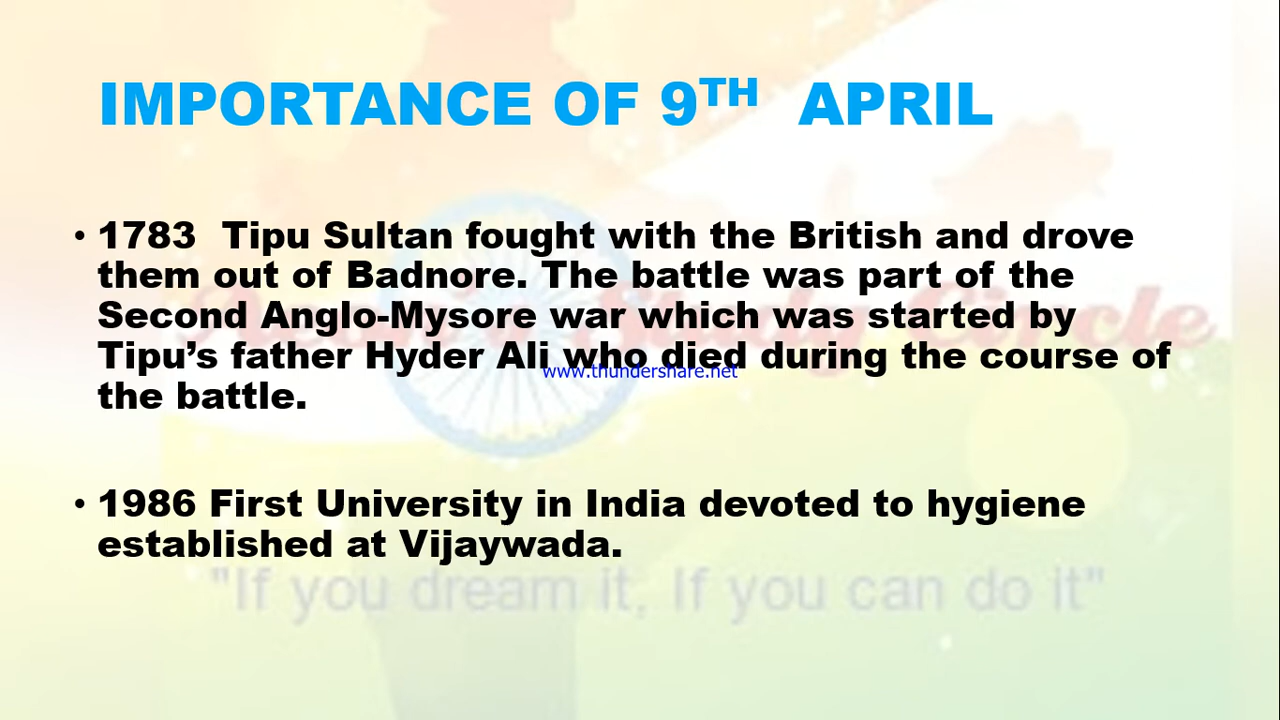 IMPORTANCE OF 9TH APRIL
• 1783 Tipu Sultan fought with the British and drove
them out of Badnore. The battle was part of the
Second Anglo-Mysore war which was started by
Tipu’s father Hyder Ali who died during the course of
www.thundershare.net
the battle.
• 1986 First University in India devoted to hygiene
established at Vijaywada.
"If you dream it, If you can do it"